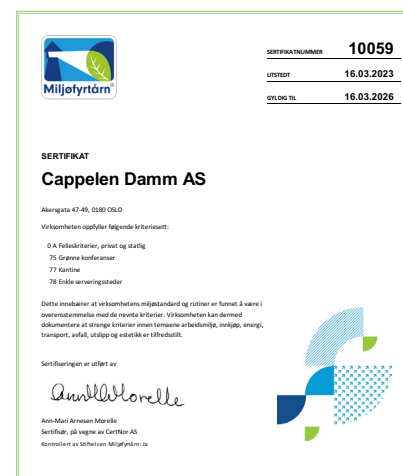 Miljøfyrtårn®
SERTIFIKATNUMMER 10059
UTSTEDT 16.03.2023
GYLDIG TIL 16.03.2026
SERTIFIKAT
Cappelen Damm AS
Akersgata 47-49, 0180 OSLO
Virksomheten oppfyller følgende kriteriesett:
0 A Felleskriterier, privat og statlig
75 Grønne konferanser
77 Kantine
78 Enkle serveringssteder
Dette innebærer at virksomhetens miljøstandard og rutiner er funnet å være i
overensstemmelse med de nevnte kriterier. Virksomheten kan dermed
dokumentere at strenge kriterier innen temaene arbeidsmiljø, innkjøp, energi,
transport, avfall, utslipp og estetikk er tilfredsstilt.
Sertifiseringen er utført av
Ann-Mari Arnesen Morelle
Sertifisør, på vegne av CertNor AS
Kontrollert av Stiftelsen Miljøfyrtårn: Ja